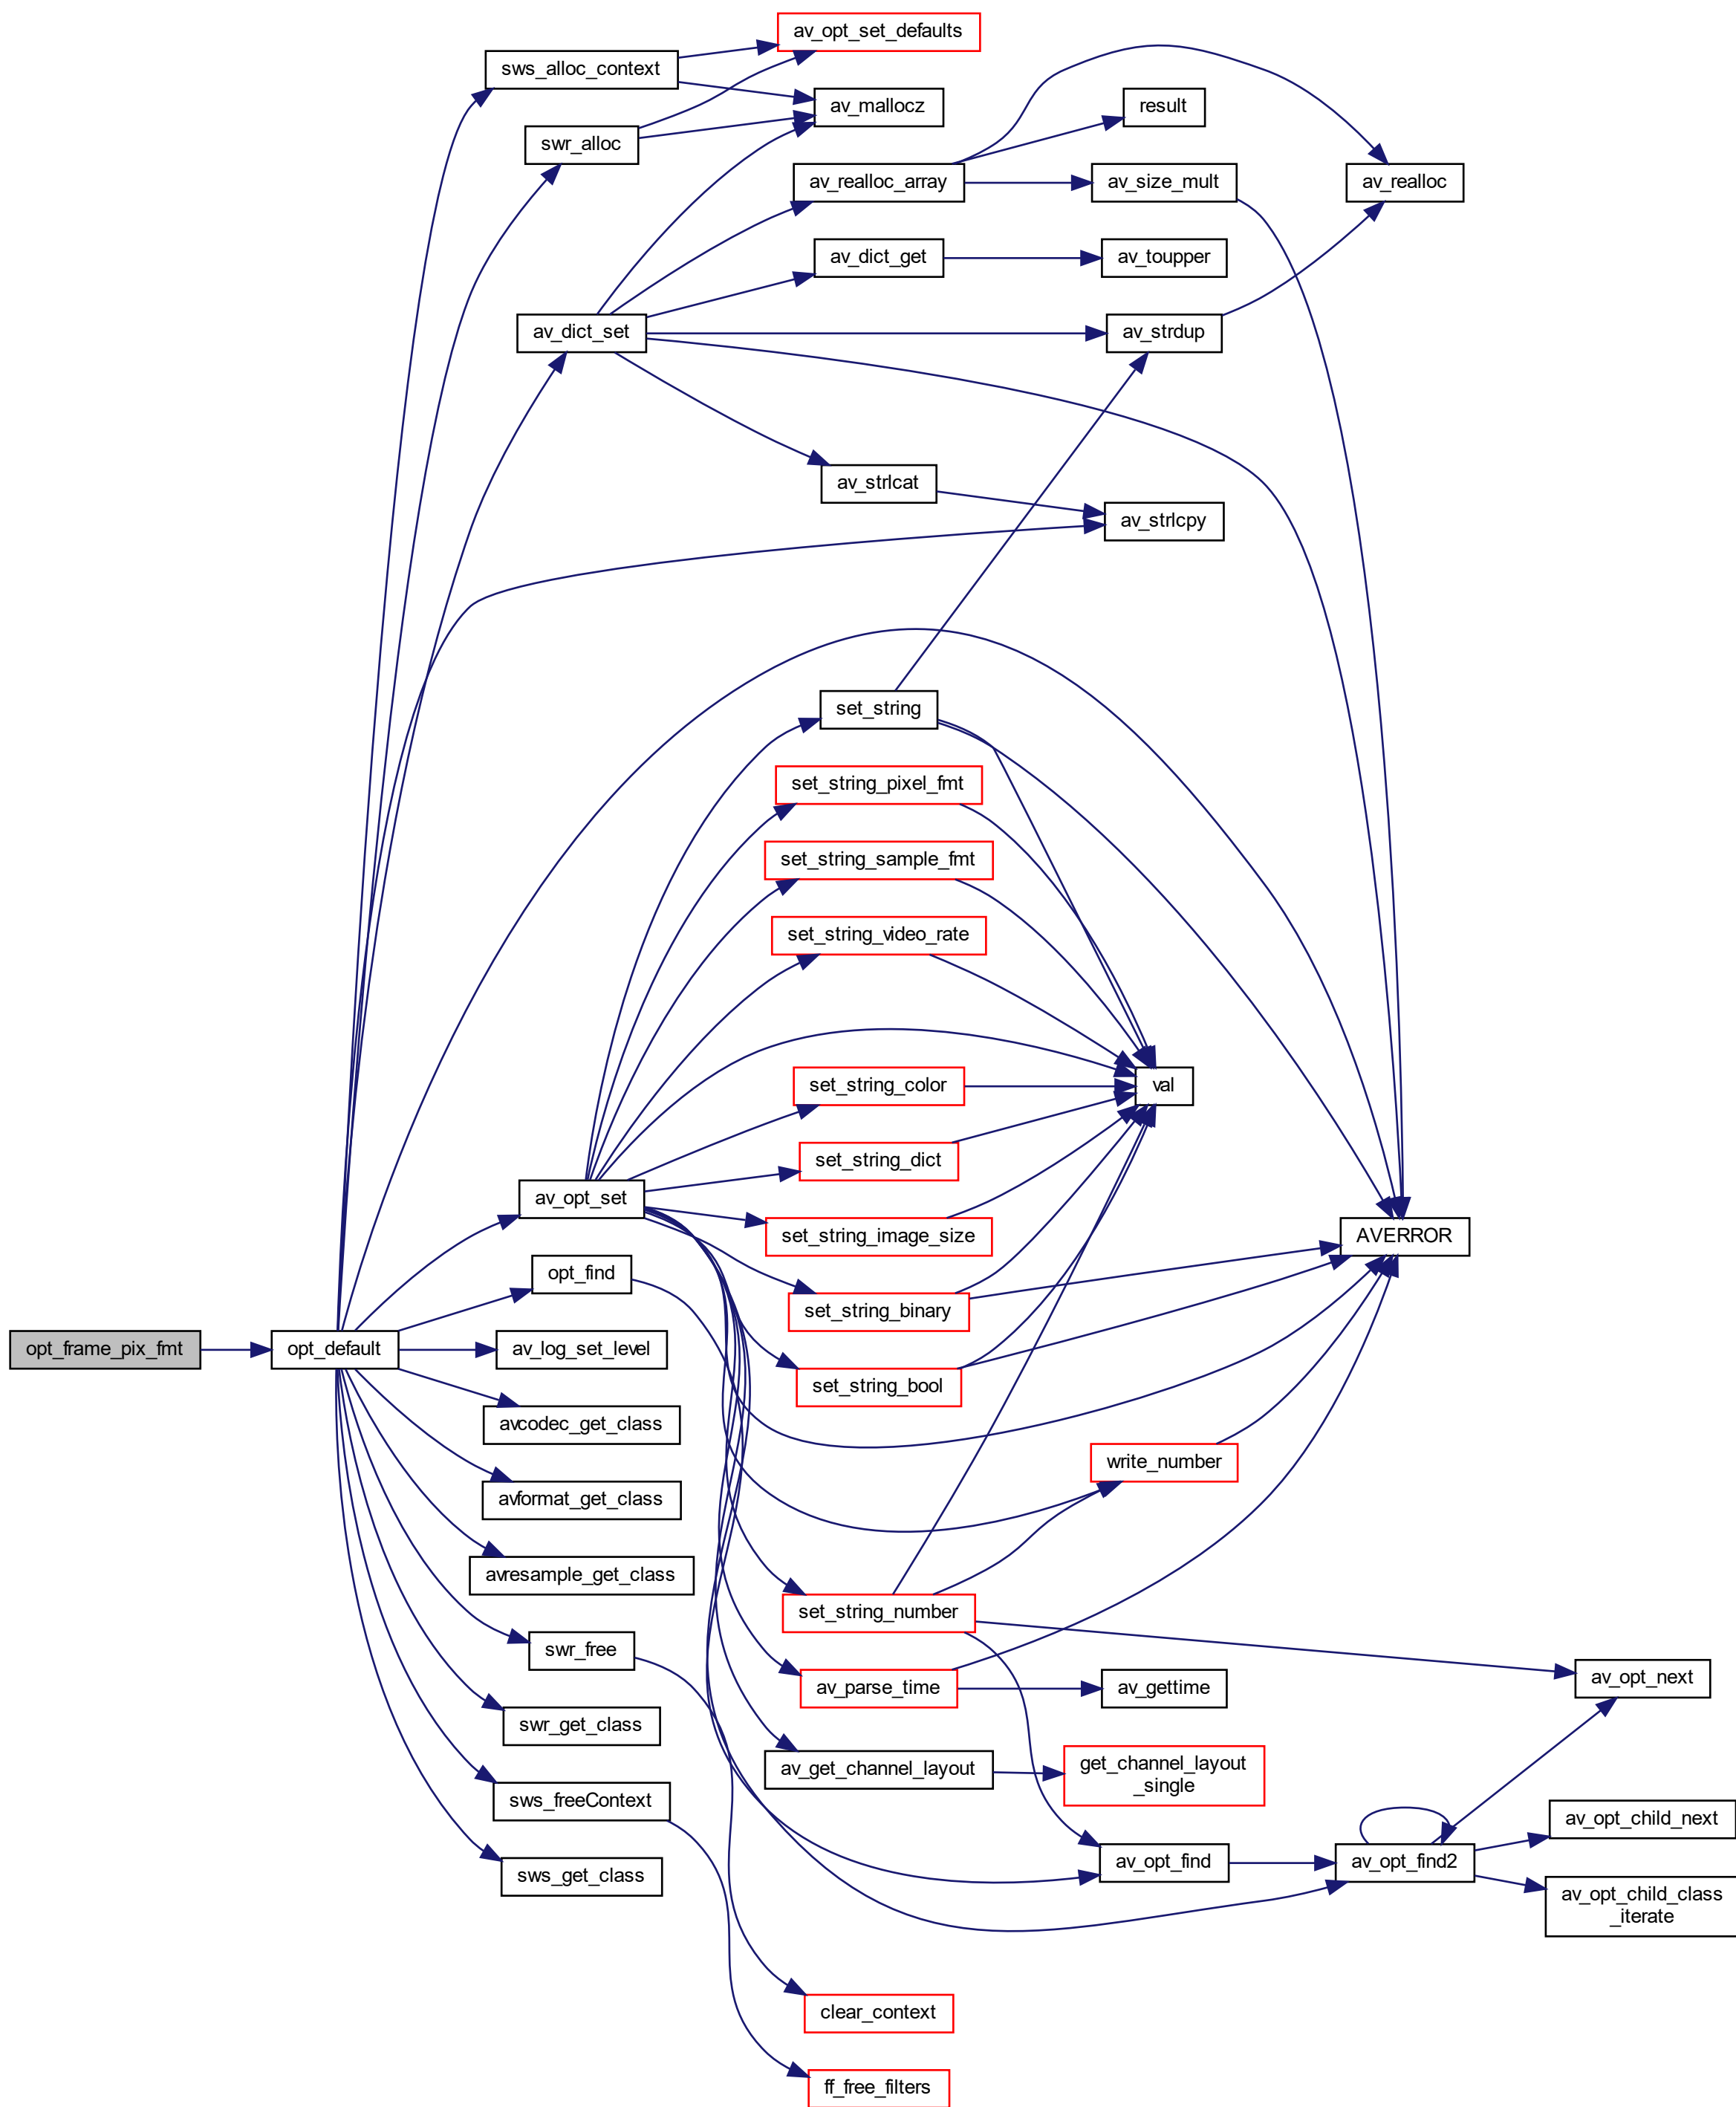 av_opt_set_defaults
sws_alloc_context
av_mallocz
result
swr_alloc
av_realloc_array
av_size_mult
av_realloc
av_dict_get
av_toupper
av_dict_set
av_strdup
av_strlcat
av_strlcpy
set_string
set_string_pixel_fmt
set_string_sample_fmt
set_string_video_rate
set_string_color
val
set_string_dict
av_opt_set
set_string_image_size
AVERROR
opt_find
set_string_binary
opt_frame_pix_fmt
opt_default
av_log_set_level
set_string_bool
avcodec_get_class
write_number
avformat_get_class
avresample_get_class
set_string_number
swr_free
av_parse_time
av_gettime
av_opt_next
swr_get_class
av_get_channel_layout
get_channel_layout
_single
sws_freeContext
av_opt_child_next
sws_get_class
av_opt_find
av_opt_find2
av_opt_child_class
_iterate
clear_context
ff_free_filters